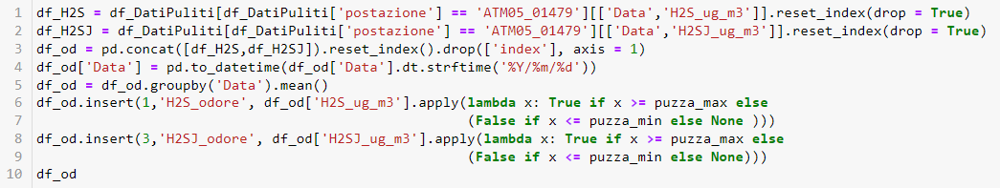 1 df_H2S = df_DatiPuliti[df_DatiPuliti['postazione'] == 'ATM05_01479'][['Data','H2S_ug_m3']].reset_index(drop = True)
2 df_H2SJ = df_DatiPuliti[df_DatiPuliti['postazione'] == 'ATM05_01479'][['Data','H2SJ_ug_m3']].reset_index(drop = True)
3 df_od = pd.concat([df_H2S,df_H2SJ]).reset_index().drop(['index'], axis = 1)
4 df_od['Data'] = pd.to_datetime(df_od['Data'].dt.strftime('%Y/%m/%d'))
5 df_od = df_od.groupby('Data').mean()
6 df_od.insert(1,'H2S_odore', df_od['H2S_ug_m3'].apply(lambda x: True if x >= puzza_max else
7 (False if x <= puzza_min else None )))
8 df_od.insert(3,'H2SJ_odore', df_od['H2SJ_ug_m3'].apply(lambda x: True if x >= puzza_max else
9 (False if x <= puzza_min else None)))
10 df_od